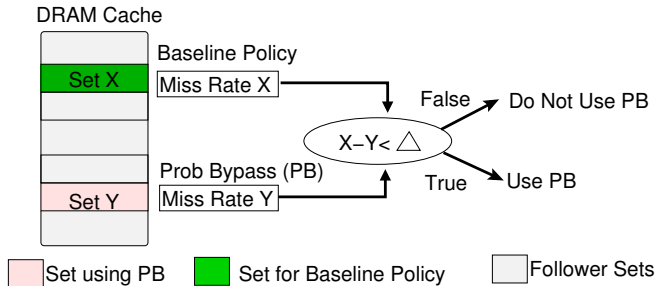 DRAM Cache
Baseline Policy
Set X
Miss Rate X
False
Do Not Use PB
X–Y< △
Prob Bypass (PB)
True
Use PB
Set Y
Miss Rate Y
Set using PB
Set for Baseline Policy
Follower Sets